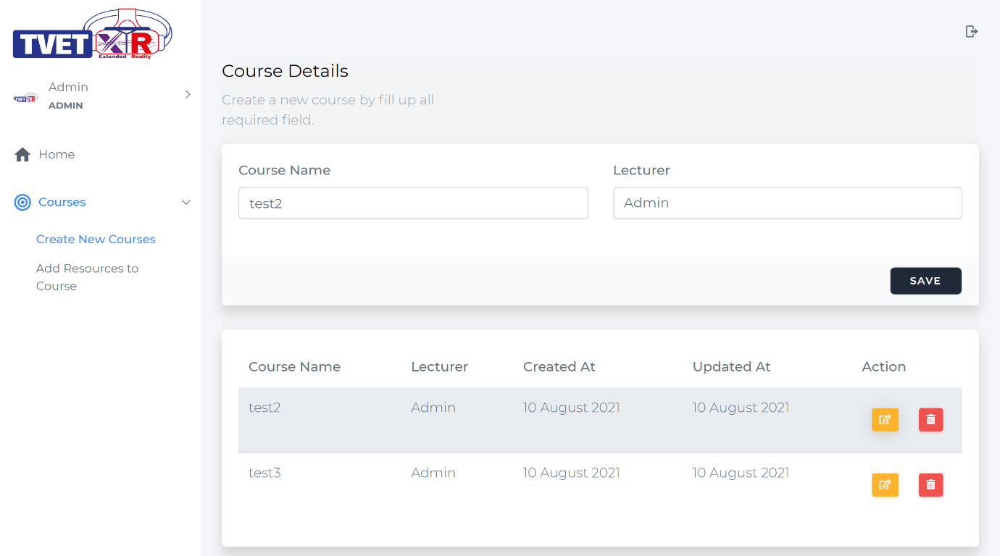 TVET XR
Extended Reality
Admin
TVET XR
ADMIN
Home
Courses
Create New Courses
Add Resources to
Course
Course Details
Create a new course by fill up all
required field.
Course Name
Lecturer
test2
Admin
SAVE
Course Name Lecturer Created At Updated At Action
test2 Admin 10 August 2021 10 August 2021
test3 Admin 10 August 2021 10 August 2021